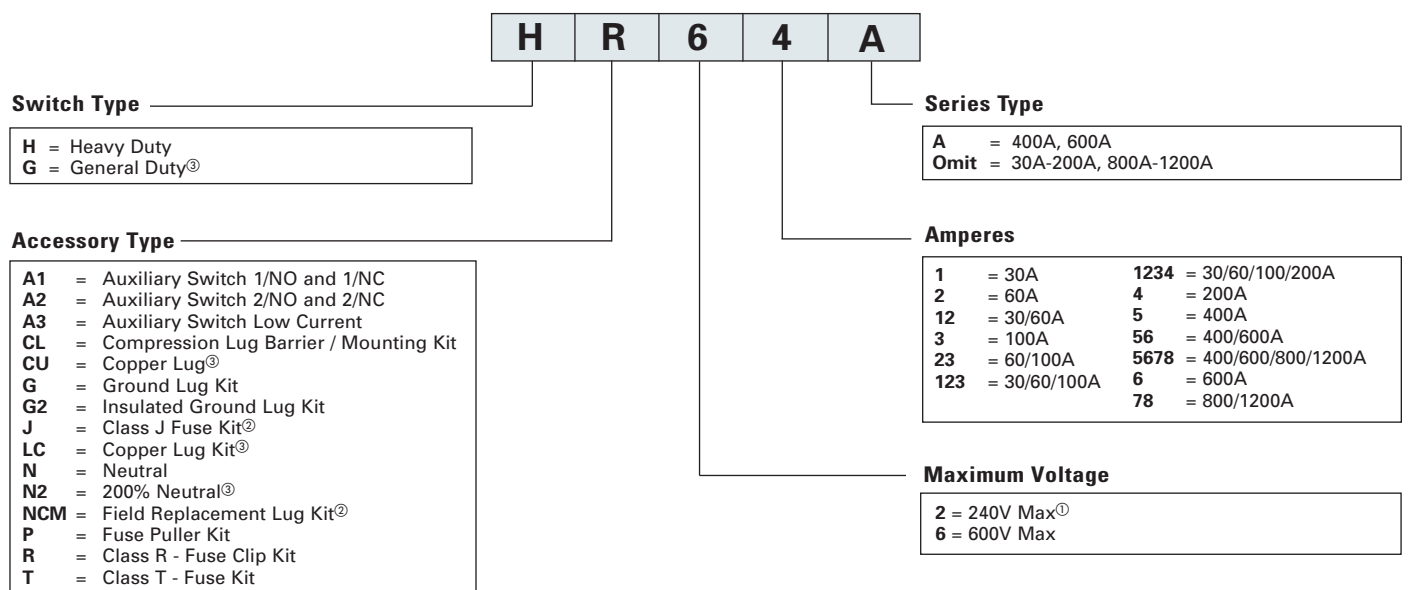 H R 6 4 A
Switch Type
H = Heavy Duty
G = General Duty③
Accessory Type
A1 = Auxiliary Switch 1/NO and 1/NC
A2 = Auxiliary Switch 2/NO and 2/NC
A3 = Auxiliary Switch Low Current
CL = Compression Lug Barrier / Mounting Kit
CU = Copper Lug③
G = Ground Lug Kit
G2 = Insulated Ground Lug Kit
J = Class J Fuse Kit②
LC = Copper Lug Kit③
N = Neutral
N2 = 200% Neutral③
NCM = Field Replacement Lug Kit②
P = Fuse Puller Kit
R = Class R - Fuse Clip Kit
T = Class T - Fuse Kit
Series Type
A = 400A, 600A
Omit = 30A-200A, 800A-1200A
Amperes
1 = 30A
2 = 60A
12 = 30/60A
3 = 100A
23 = 60/100A
123 = 30/60/100A
1234 = 30/60/100/200A
4 = 200A
5 = 400A
56 = 400/600A
5678 = 400/600/800/1200A
6 = 600A
78 = 800/1200A
Maximum Voltage
2 = 240V Max①
6 = 600V Max